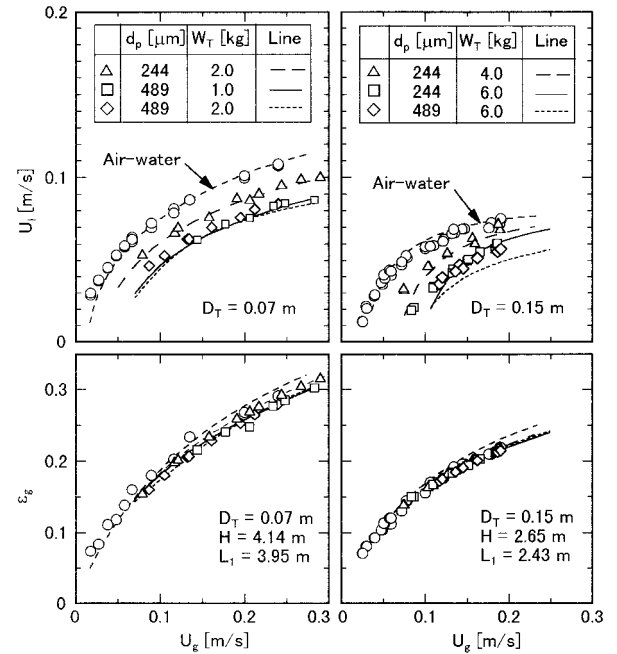 0.2
0.1
0
U_l [m/s]
d_p [μm] W_T [kg] Line
244 2.0
489 1.0
489 2.0
Air-water
D_T = 0.07 m
d_p [μm] W_T [kg] Line
244 4.0
244 6.0
489 6.0
Air-water
D_T = 0.15 m
0.3
0.2
0.1
0
ε_g
D_T = 0.07 m
H = 4.14 m
L_1 = 3.95 m
D_T = 0.15 m
H = 2.65 m
L_1 = 2.43 m
0 0.1 0.2 0.3
0 0.1 0.2 0.3
U_g [m/s]
U_g [m/s]